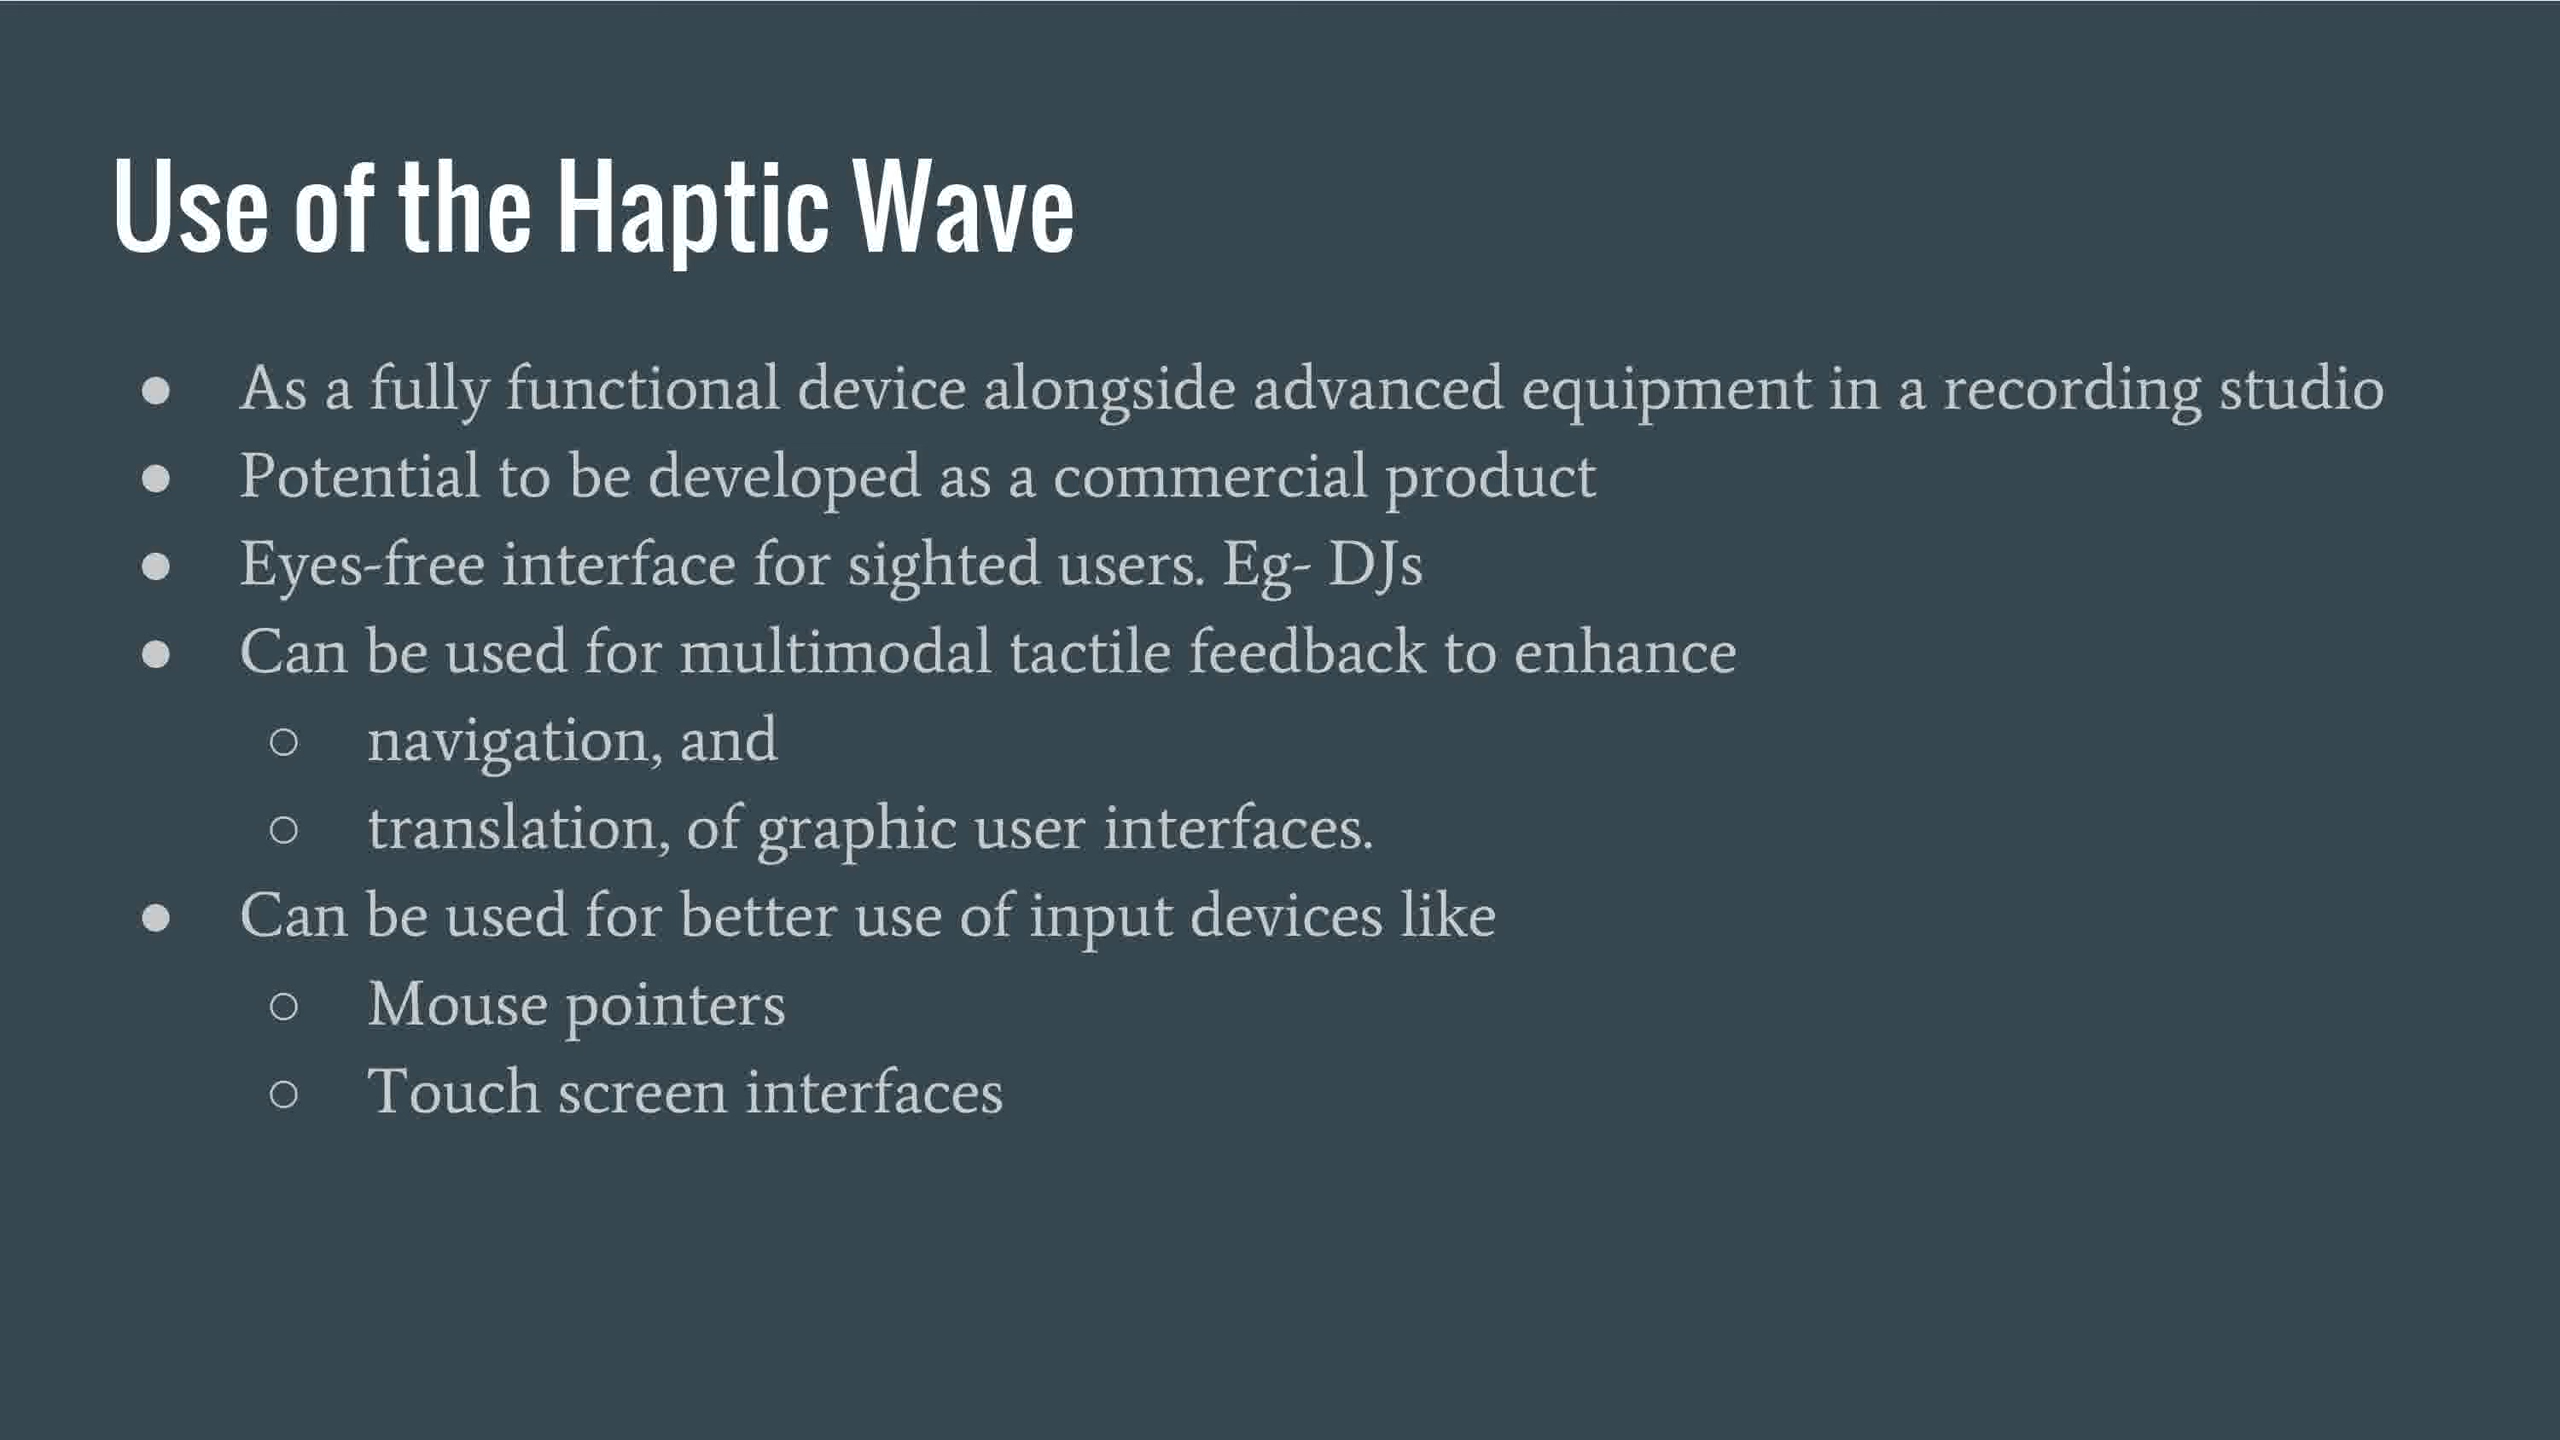 Use of the Haptic Wave
● As a fully functional device alongside advanced equipment in a recording studio
● Potential to be developed as a commercial product
● Eyes-free interface for sighted users. Eg- DJs
● Can be used for multimodal tactile feedback to enhance
○ navigation, and
○ translation, of graphic user interfaces.
● Can be used for better use of input devices like
○ Mouse pointers
○ Touch screen interfaces